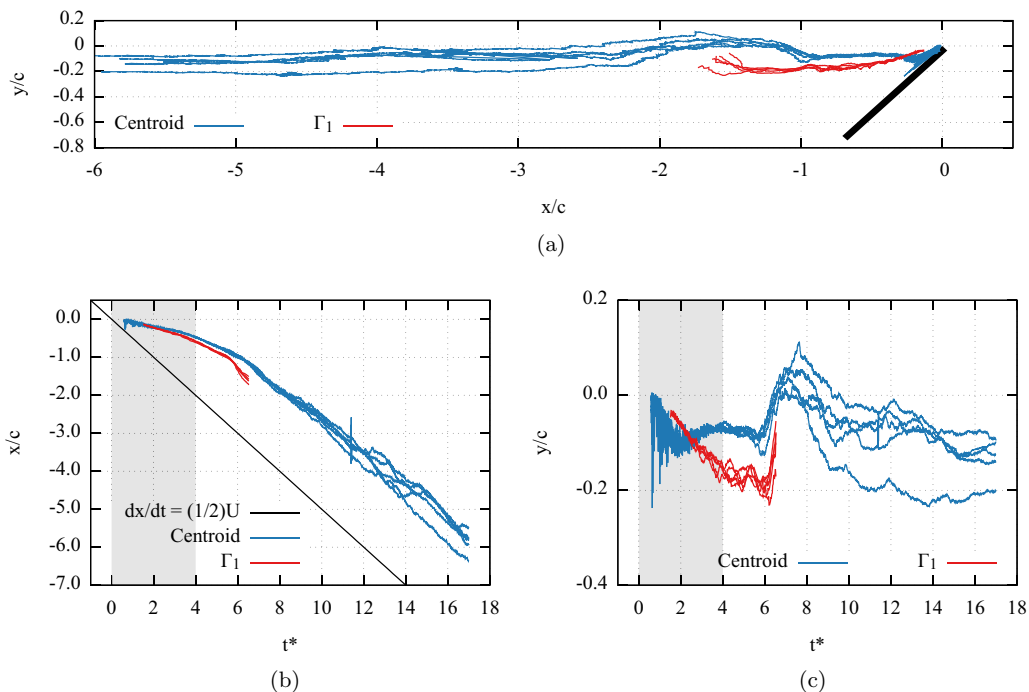 0.2
0
-0.2
-0.4
-0.6
-0.8
y/c
Centroid
Γ1
-6 -5 -4 -3 -2 -1 0
x/c
(a)
0.0
-1.0
-2.0
-3.0
-4.0
-5.0
-6.0
-7.0
x/c
dx/dt = (1/2)U
Centroid
Γ1
0 2 4 6 8 10 12 14 16 18
t*
(b)
0.2
0.0
-0.2
-0.4
y/c
Centroid
Γ1
0 2 4 6 8 10 12 14 16 18
t*
(c)